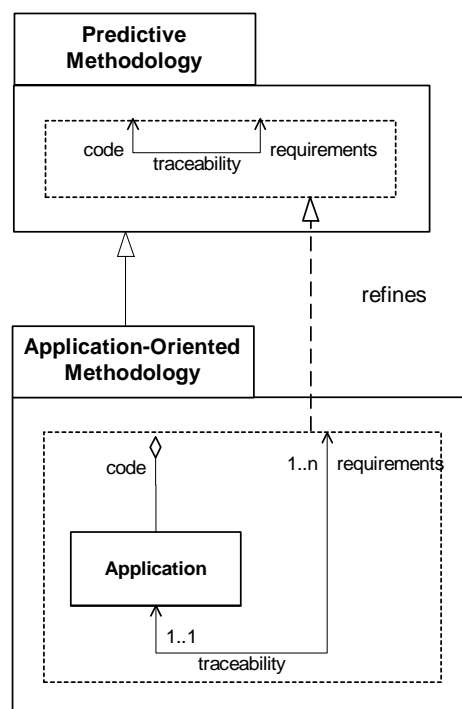 Predictive
Methodology
code
requirements
traceability
refines
Application-Oriented
Methodology
1..n
requirements
code
Application
1..1
traceability